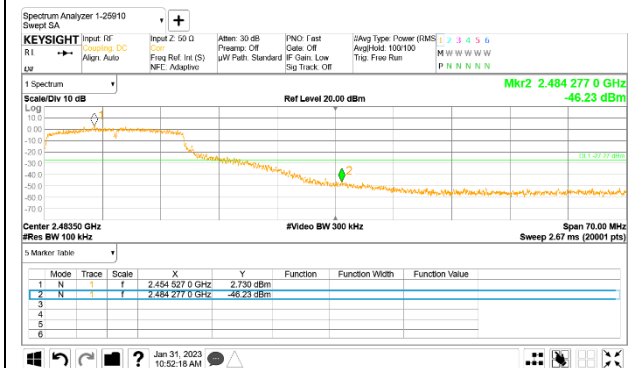 Spectrum Analyzer 1-25910
Swept SA
+
KEYSIGHT Input: RF Input Z: 50 Ω Atten: 30 dB PNO: Fast #Avg Type: Power (RMS 1 2 3 4 5 6
RL Coupling: DC Corr Preamp: Off Gate: Off Avg|Hold: 100/100 M W W W W W
Align: Auto Freq Ref: Int (S) µW Path: Standard IF Gain: Low Trig: Free Run
NFE: Adaptive Sig Track: Off P N N N N N
1 Spectrum Mkr2 2.484 277 0 GHz
Scale/Div 10 dB Ref Level 20.00 dBm -46.23 dBm
Log
10.0
0.00
-10.0
-20.0
-30.0
-40.0
-50.0
-60.0
-70.0
1
2
DL1 -27.27 dBm
Center 2.48350 GHz #Video BW 300 kHz Span 70.00 MHz
#Res BW 100 kHz Sweep 2.67 ms (20001 pts)
5 Marker Table
Mode Trace Scale X Y Function Function Width Function Value
1 N 1 f 2.454 527 0 GHz 2.730 dBm
2 N 1 f 2.484 277 0 GHz -46.23 dBm
3
4
5
6
? Jan 31, 2023
10:52:18 AM